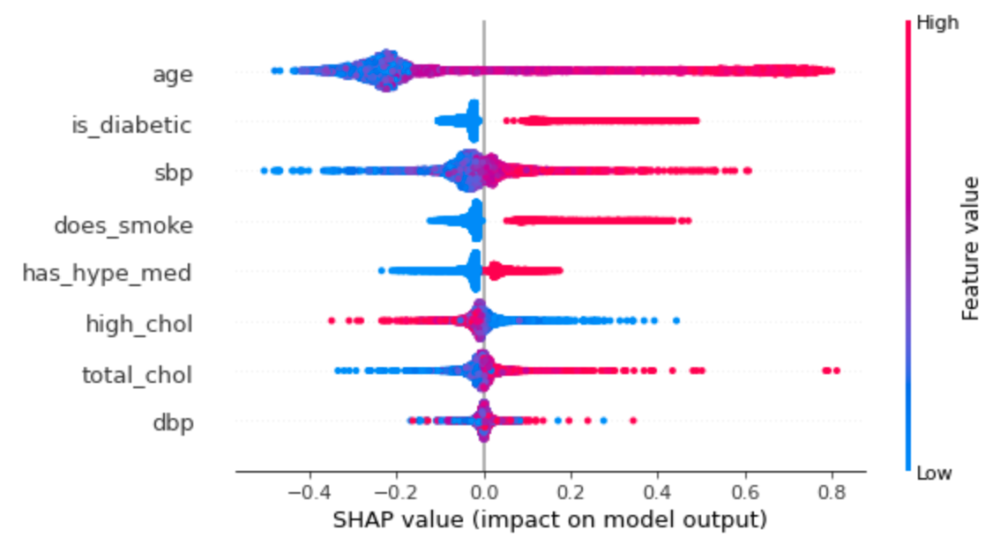 High
age
is_diabetic
sbp
does_smoke
has_hype_med
high_chol
total_chol
dbp
Feature value
Low
−0.4 −0.2 0.0 0.2 0.4 0.6 0.8
SHAP value (impact on model output)